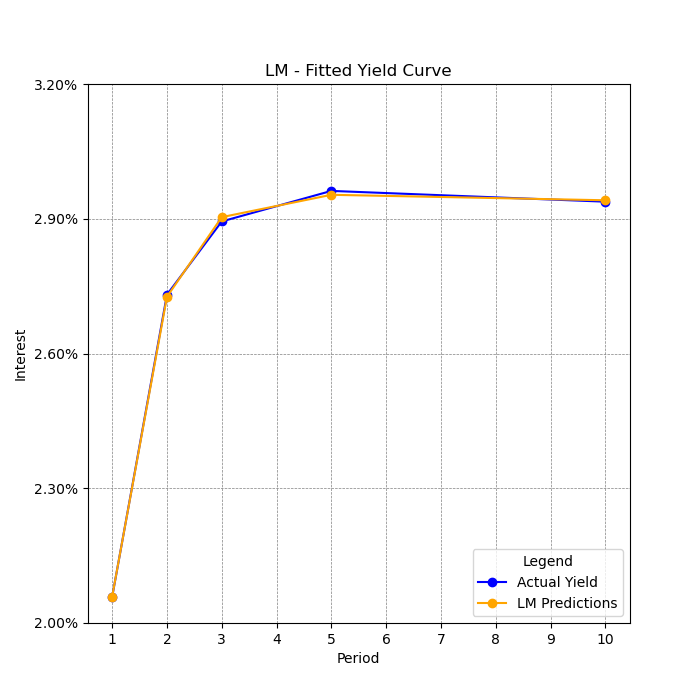 LM - Fitted Yield Curve
3.20%
2.90%
2.60%
2.30%
2.00%
Interest
1 2 3 4 5 6 7 8 9 10
Period
Legend
Actual Yield
LM Predictions